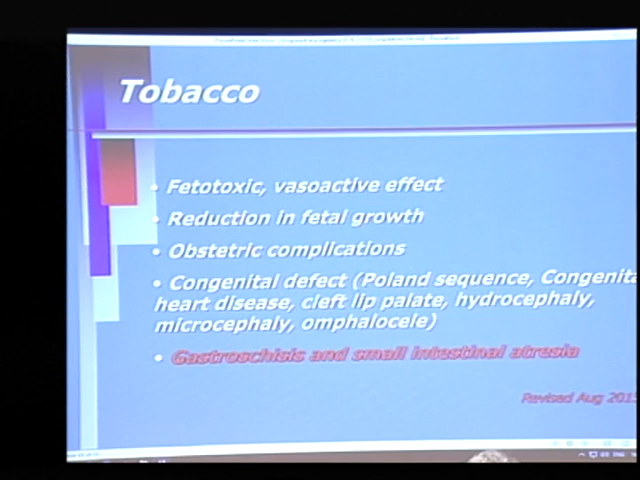 Tobacco
• Fetotoxic, vasoactive effect
• Reduction in fetal growth
• Obstetric complications
• Congenital defect (Poland sequence, Congenita
heart disease, cleft lip palate, hydrocephaly,
microcephaly, omphalocele)
• Gastroschisis and small intestinal atresia
Revised Aug 201